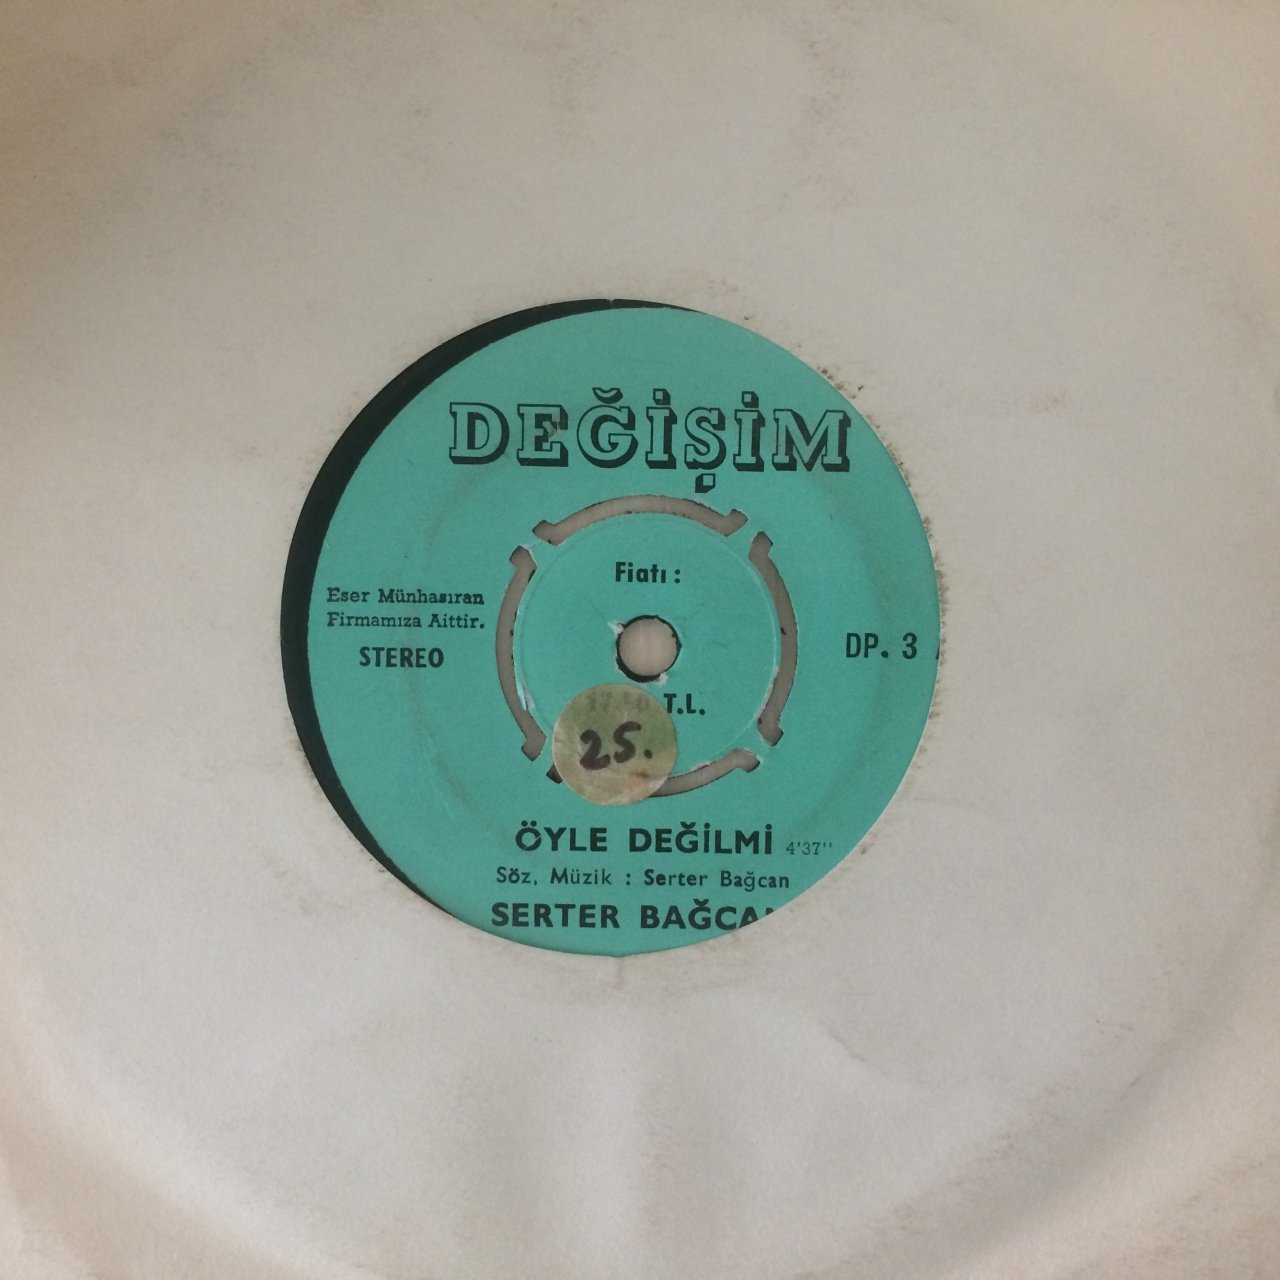 DEĞİŞİM
Fiatı :
Eser Münhasıran
Firmamıza Aittir.
STEREO
DP. 3
T.L.
25.
ÖYLE DEĞİLMİ 4'37''
Söz, Müzik : Serter Bağcan
SERTER BAĞCAN